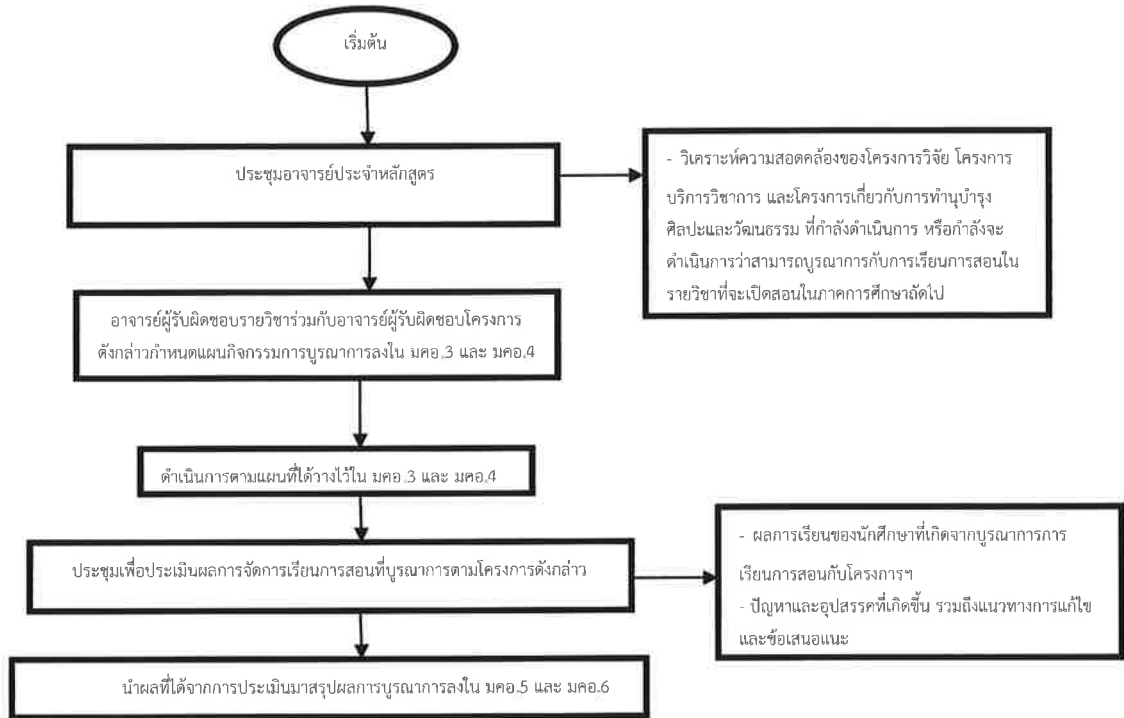 เริ่มต้น
ประชุมอาจารย์ประจำหลักสูตร
- วิเคราะห์ความสอดคล้องของโครงการวิจัย โครงการ
บริการวิชาการ และโครงการเกี่ยวกับการทำนุบำรุง
ศิลปะและวัฒนธรรม ที่กำลังดำเนินการ หรือกำลังจะ
ดำเนินการว่าสามารถบูรณาการกับการเรียนการสอนใน
รายวิชาที่จะเปิดสอนในภาคการศึกษาถัดไป
อาจารย์ผู้รับผิดชอบรายวิชาร่วมกับอาจารย์ผู้รับผิดชอบโครงการ
ดังกล่าวกำหนดแผนกิจกรรมการบูรณาการลงใน มคอ.3 และ มคอ.4
ดำเนินการตามแผนที่ได้วางไว้ใน มคอ.3 และ มคอ.4
ประชุมเพื่อประเมินผลการจัดการเรียนการสอนที่บูรณาการตามโครงการดังกล่าว
- ผลการเรียนของนักศึกษาที่เกิดจากบูรณาการการ
เรียนการสอนกับโครงการฯ
- ปัญหาและอุปสรรคที่เกิดขึ้น รวมถึงแนวทางการแก้ไข
และข้อเสนอแนะ
นำผลที่ได้จากการประเมินมาสรุปผลการบูรณาการลงใน มคอ.5 และ มคอ.6